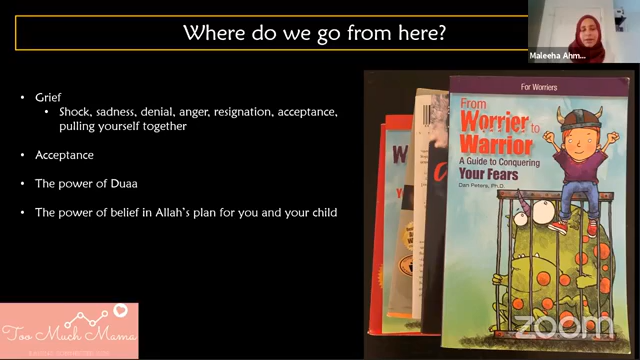 Where do we go from here?
Maleeha Ahm...
• Grief
• Shock, sadness, denial, anger, resignation, acceptance,
pulling yourself together
• Acceptance
• The power of Duaa
• The power of belief in Allah's plan for you and your child
For Worriers
From
Worrier to
Warrior
A Guide to Conquering
Your Fears
Dan Peters, Ph.D.
zoom
Too Much Mama